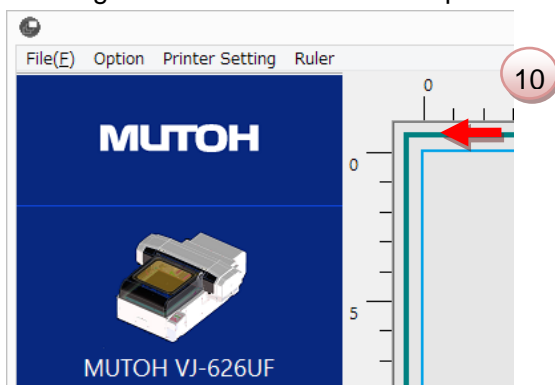 File(F) Option Printer Setting Ruler
10
0
MUTOH
0
5
MUTOH VJ-626UF